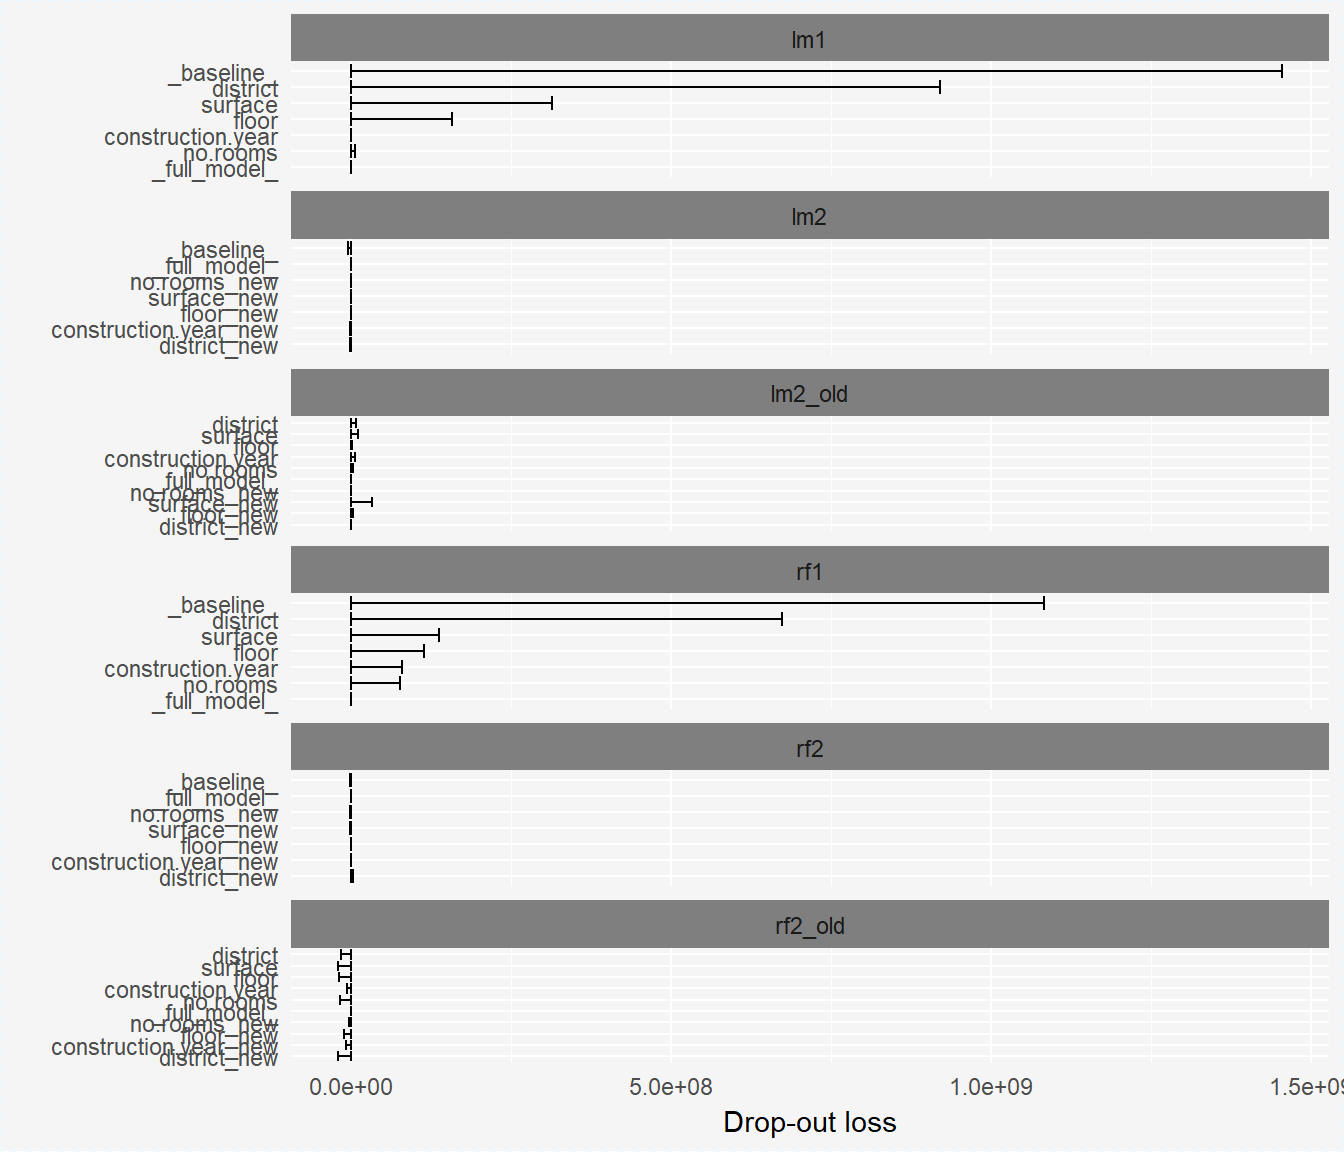 lm1
_baseline_
district
surface
floor
construction.year
no.rooms
_full_model_
lm2
_baseline_
_full_model_
no.rooms_new
surface_new
floor_new
construction.year_new
district_new
lm2_old
district
surface
floor
construction.year
no.rooms
_full_model_
no.rooms_new
surface_new
floor_new
district_new
rf1
_baseline_
district
surface
floor
construction.year
no.rooms
_full_model_
rf2
_baseline_
_full_model_
no.rooms_new
surface_new
floor_new
construction.year_new
district_new
rf2_old
district
surface
floor
construction.year
no.rooms
_full_model_
no.rooms_new
floor_new
construction.year_new
district_new
0.0e+00 5.0e+08 1.0e+09 1.5e+09
Drop-out loss